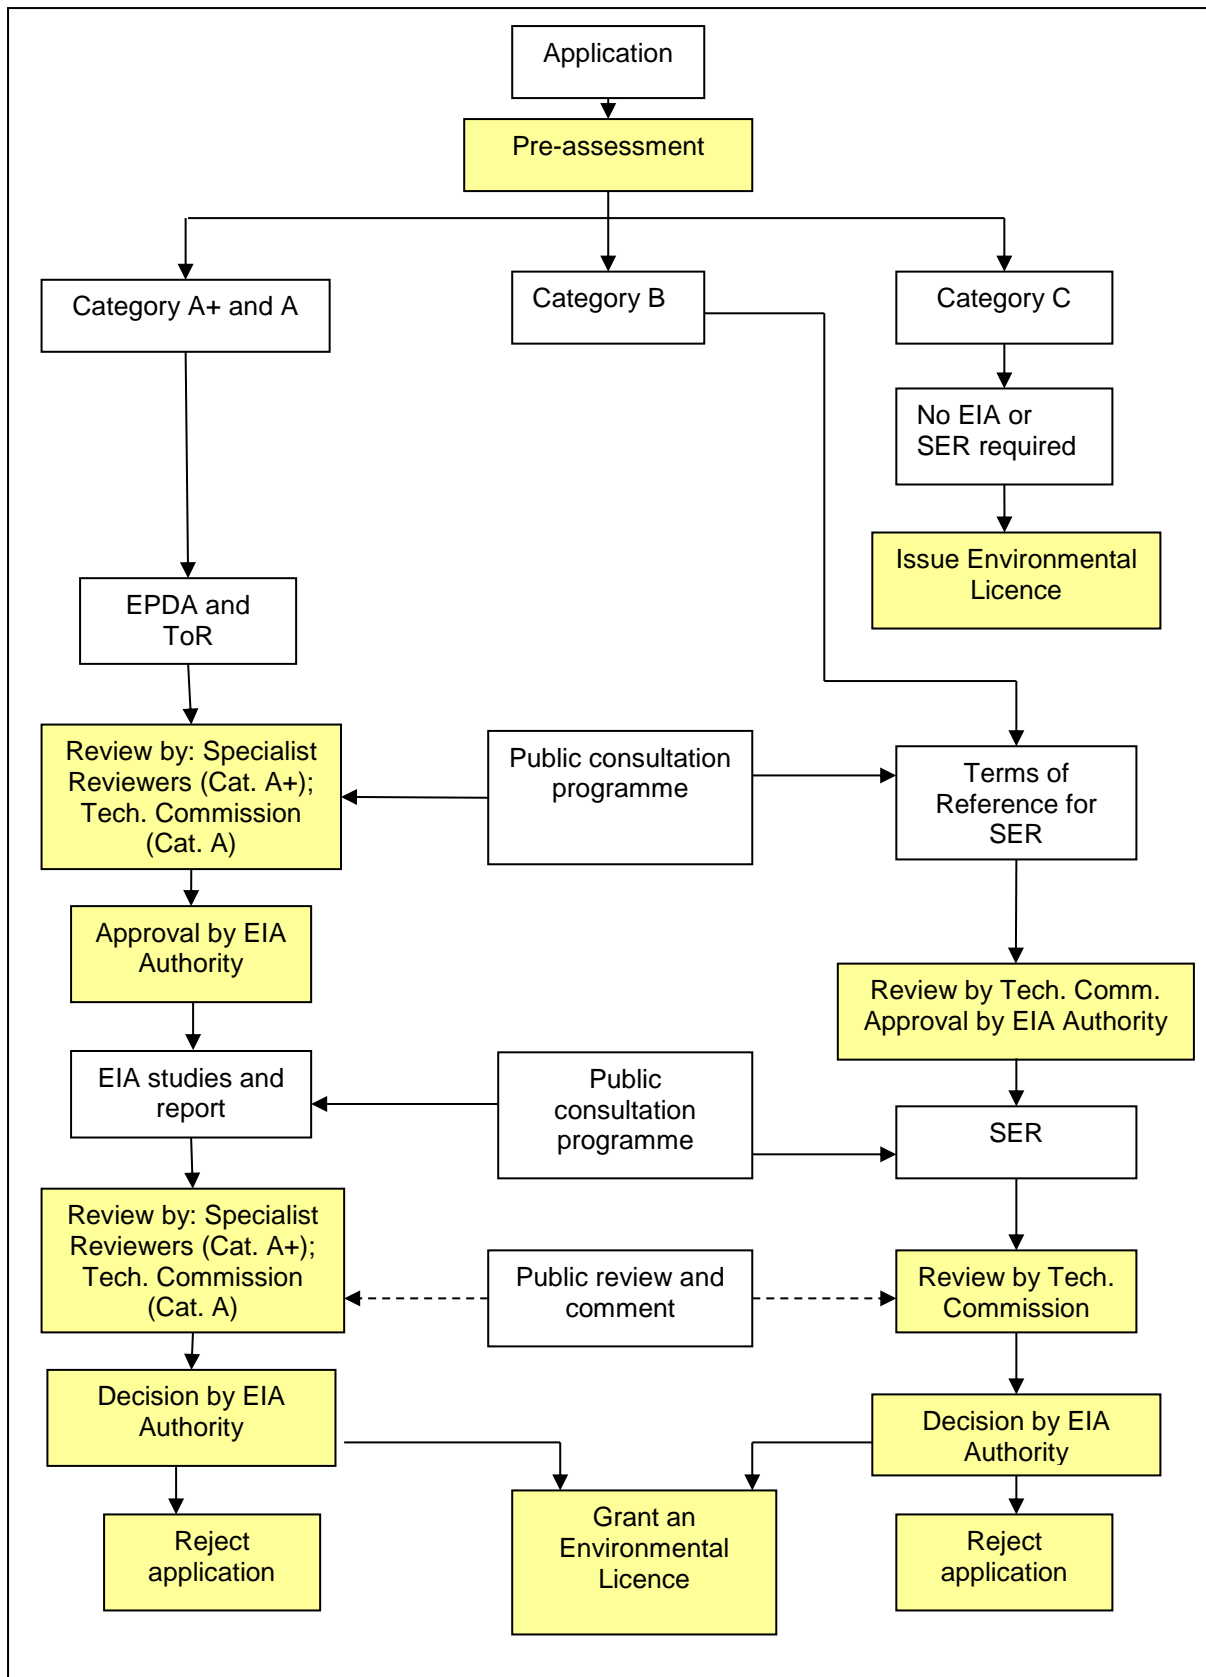 Application
Pre-assessment
Category A+ and A
Category B
Category C
No EIA or
SER required
Issue Environmental
Licence
EPDA and
ToR
Review by: Specialist
Reviewers (Cat. A+);
Tech. Commission
(Cat. A)
Public consultation
programme
Terms of
Reference for
SER
Approval by EIA
Authority
Review by Tech. Comm.
Approval by EIA Authority
EIA studies and
report
Public
consultation
programme
SER
Review by: Specialist
Reviewers (Cat. A+);
Tech. Commission
(Cat. A)
Public review and
comment
Review by Tech.
Commission
Decision by EIA
Authority
Decision by EIA
Authority
Reject
application
Grant an
Environmental
Licence
Reject
application